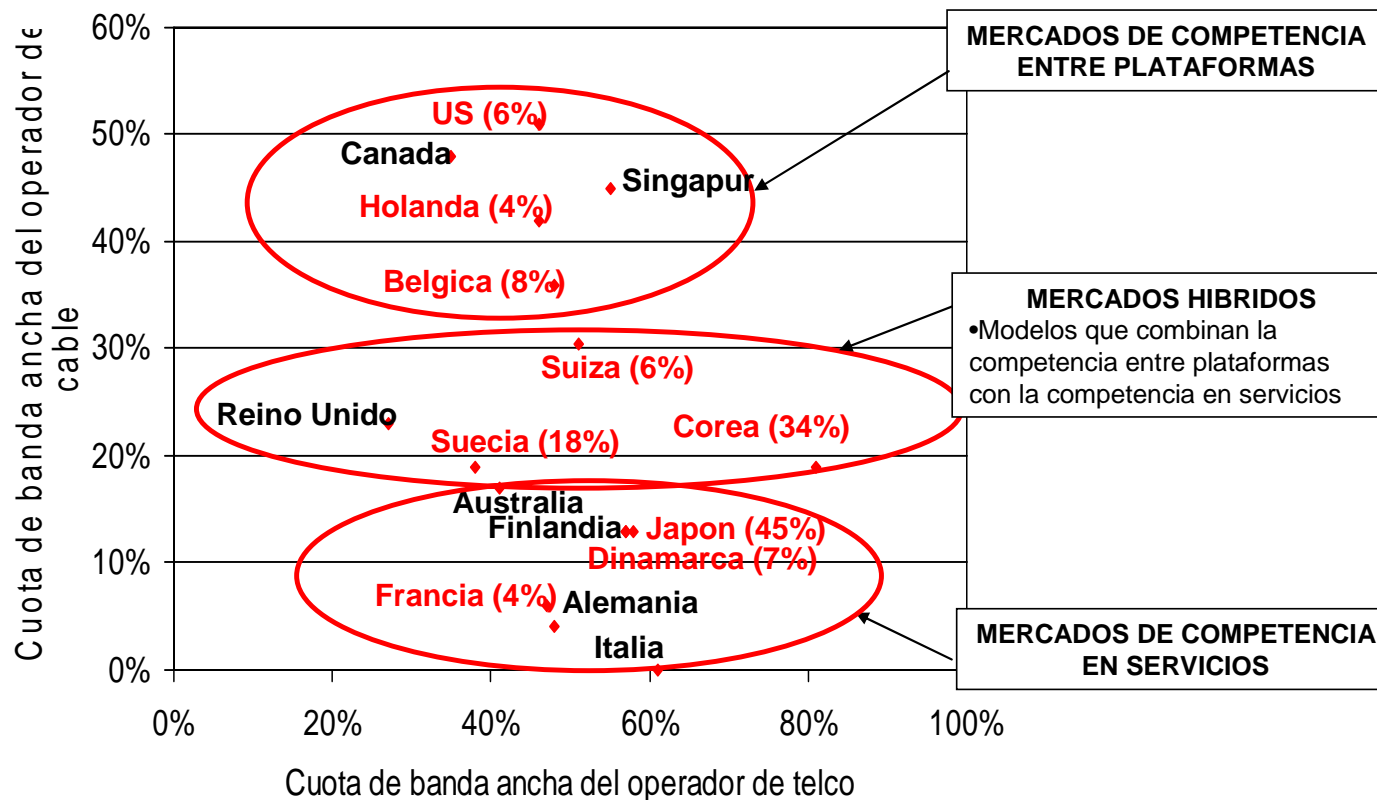 Cuota de banda ancha del operador de
cable
60%
50%
40%
30%
20%
10%
0%
US (6%)
Canada
Singapur
Holanda (4%)
Belgica (8%)
Suiza (6%)
Reino Unido
Corea (34%)
Suecia (18%)
Australia
Finlandia
Japon (45%)
Dinamarca (7%)
Francia (4%)
Alemania
Italia
0%
20%
40%
60%
80%
100%
Cuota de banda ancha del operador de telco
MERCADOS DE COMPETENCIA
ENTRE PLATAFORMAS
MERCADOS HIBRIDOS
•Modelos que combinan la
competencia entre plataformas
con la competencia en servicios
MERCADOS DE COMPETENCIA
EN SERVICIOS